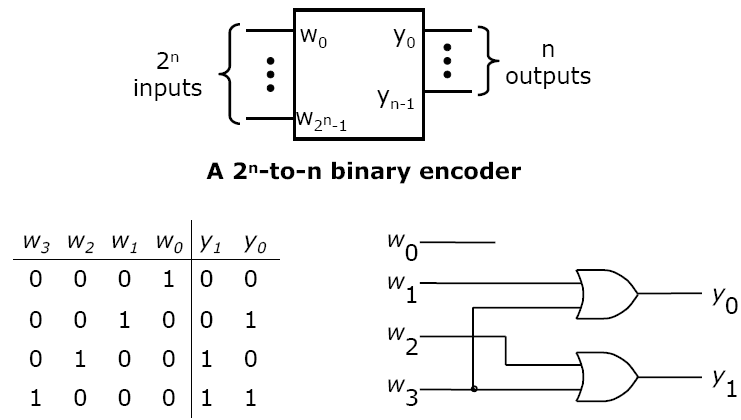 2ⁿ inputs
w₀
y₀
n outputs
yₙ₋₁
w₂ⁿ₋₁
A 2ⁿ-to-n binary encoder
w₃ w₂ w₁ w₀ y₁ y₀
0 0 0 1 0 0
0 0 1 0 0 1
0 1 0 0 1 0
1 0 0 0 1 1
w₀
w₁
y₀
w₂
w₃
y₁